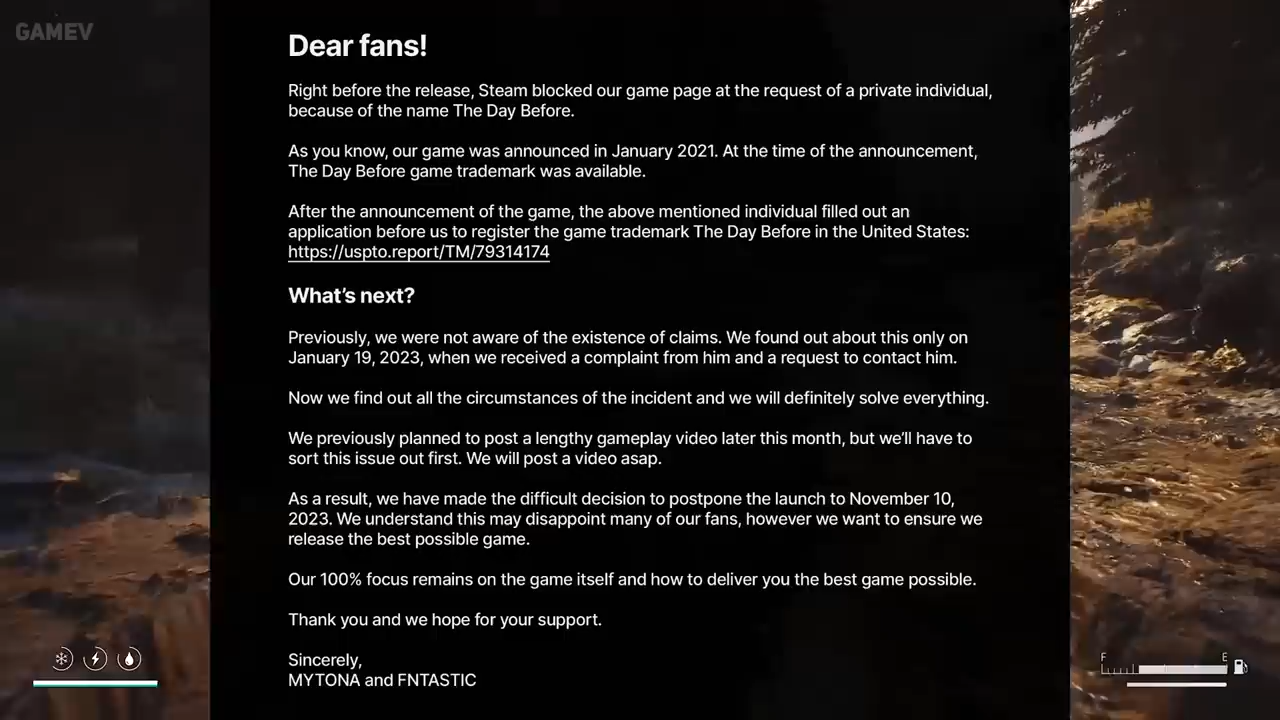 GAMEV
Dear fans!
Right before the release, Steam blocked our game page at the request of a private individual,
because of the name The Day Before.
As you know, our game was announced in January 2021. At the time of the announcement,
The Day Before game trademark was available.
After the announcement of the game, the above mentioned individual filled out an
application before us to register the game trademark The Day Before in the United States:
https://uspto.report/TM/79314174
What's next?
Previously, we were not aware of the existence of claims. We found out about this only on
January 19, 2023, when we received a complaint from him and a request to contact him.
Now we find out all the circumstances of the incident and we will definitely solve everything.
We previously planned to post a lengthy gameplay video later this month, but we'll have to
sort this issue out first. We will post a video asap.
As a result, we have made the difficult decision to postpone the launch to November 10,
2023. We understand this may disappoint many of our fans, however we want to ensure we
release the best possible game.
Our 100% focus remains on the game itself and how to deliver you the best game possible.
Thank you and we hope for your support.
Sincerely,
MYTONA and FNTASTIC
F E